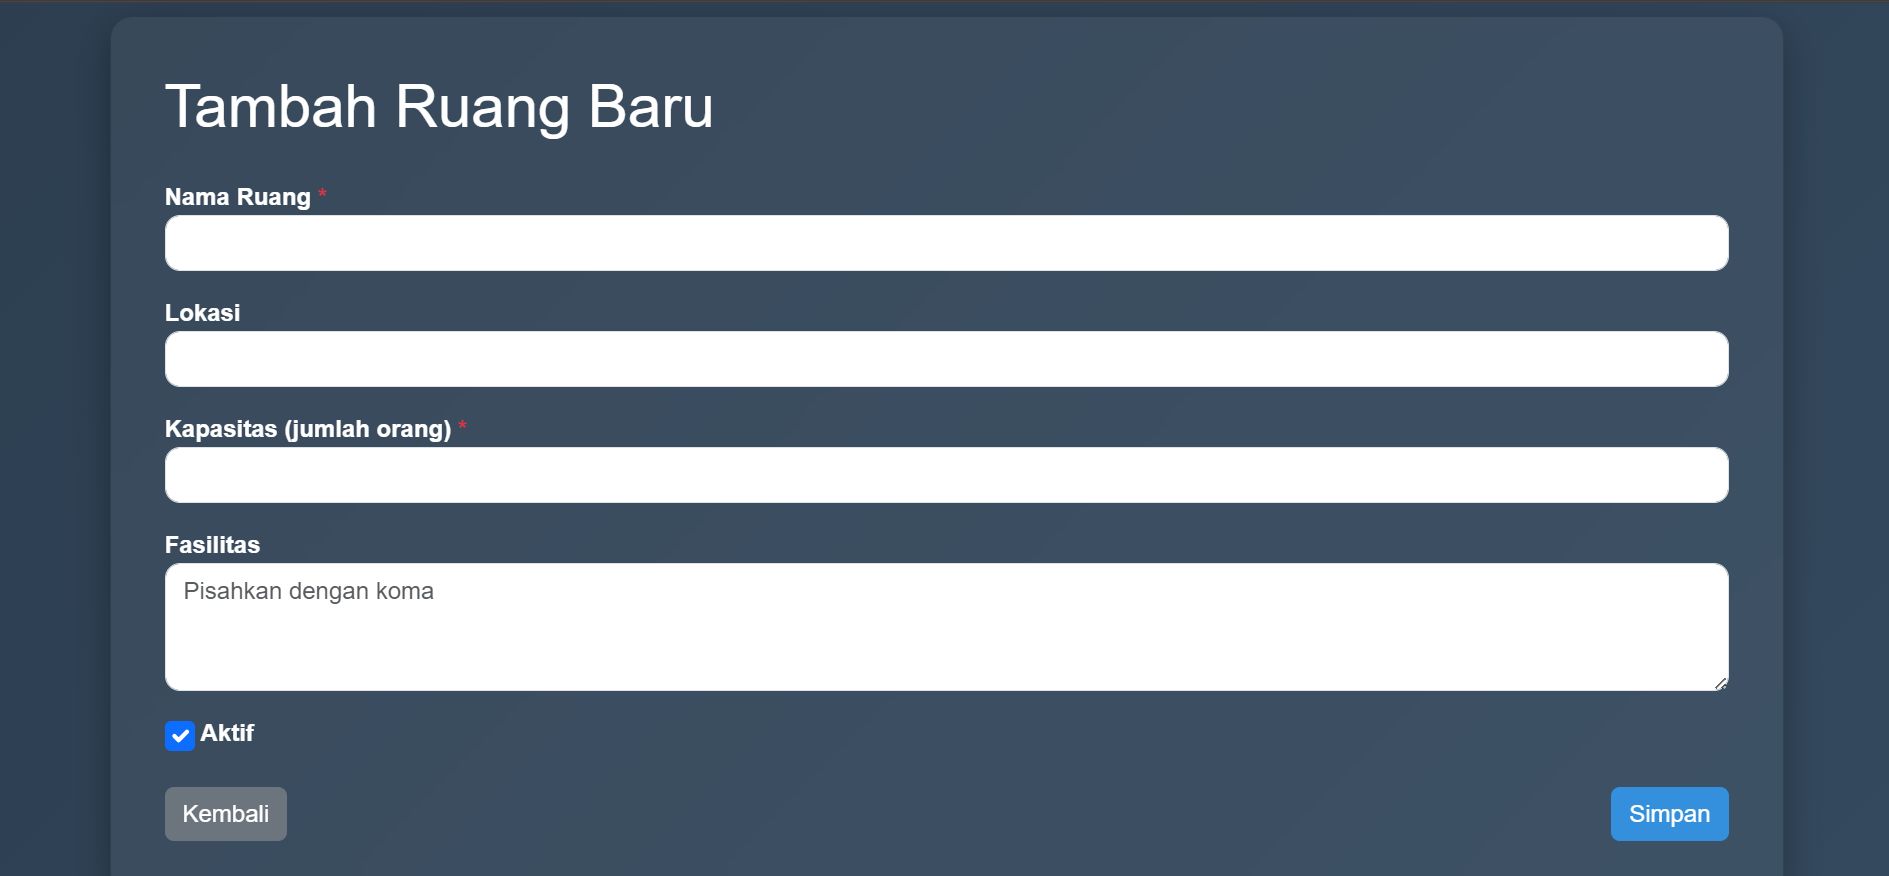 Tambah Ruang Baru
Nama Ruang *
Lokasi
Kapasitas (jumlah orang) *
Fasilitas
Pisahkan dengan koma
Aktif
Kembali
Simpan